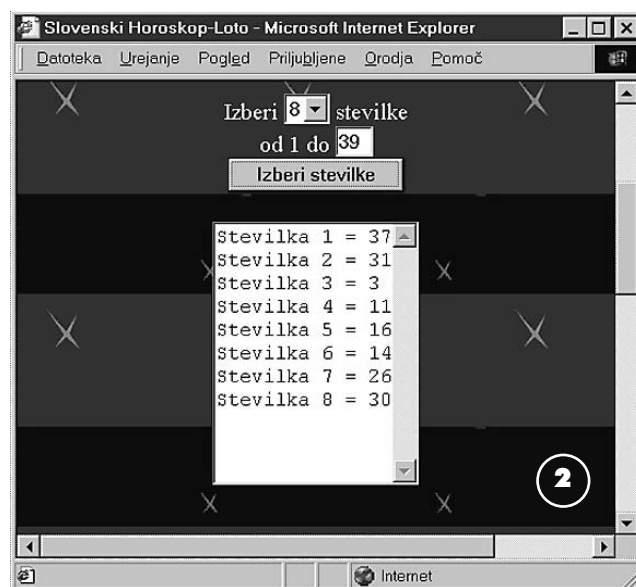 Slovenski Horoskop-Loto - Microsoft Internet Explorer
Datoteka Urejanje Pogled Priljubljene Orodja Pomoč
Izberi 8 stevilke
od 1 do 39
Izberi stevilke
Stevilka 1 = 37
Stevilka 2 = 31
Stevilka 3 = 3
Stevilka 4 = 11
Stevilka 5 = 16
Stevilka 6 = 14
Stevilka 7 = 26
Stevilka 8 = 30
2
Internet